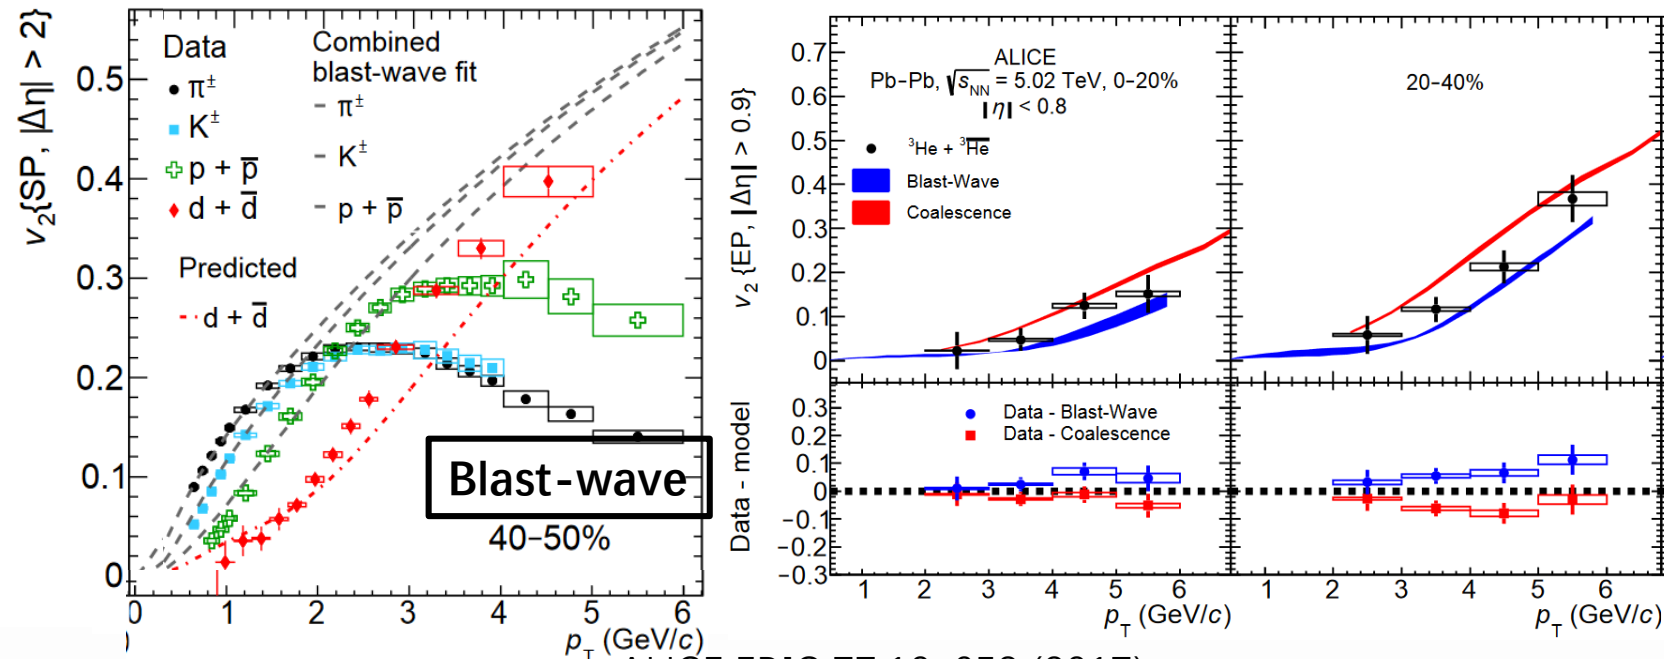 v₂{SP, |Δη| > 2}
0.5
0.4
0.3
0.2
0.1
0
Data
π±
K±
p + p̅
d + d̅
Combined
blast-wave fit
π±
K±
p + p̅
Predicted
d + d̅
Blast-wave
40–50%
0 1 2 3 4 5 6
p_T (GeV/c)
v₂{EP, |Δη| > 0.9}
0.7
0.6
0.5
0.4
0.3
0.2
0.1
0
ALICE
Pb–Pb, √s_NN = 5.02 TeV, 0–20%
|η| < 0.8
³He + ³H̅e̅
Blast-Wave
Coalescence
20–40%
Data - model
0.3
0.2
0.1
0
−0.1
−0.2
−0.3
Data - Blast-Wave
Data - Coalescence
1 2 3 4 5 6
p_T (GeV/c)
1 2 3 4 5 6
p_T (GeV/c)